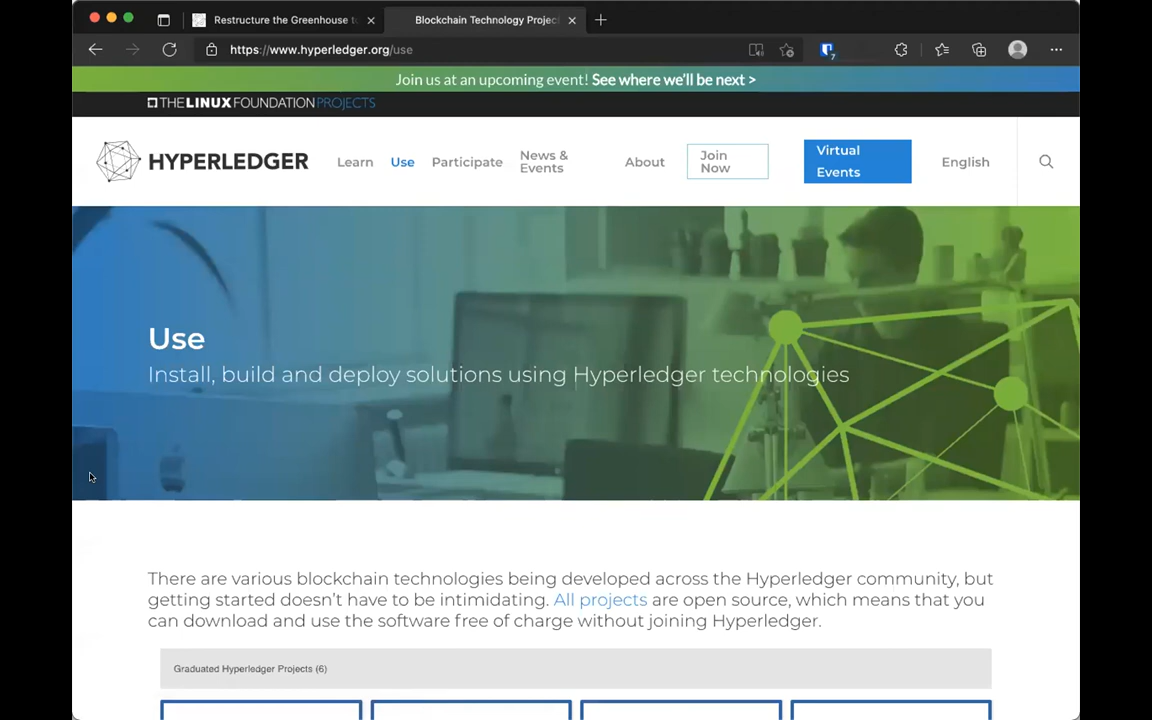 Restructure the Greenhouse to
Blockchain Technology Projec
https://www.hyperledger.org/use
7
Join us at an upcoming event! See where we'll be next >
THE LINUX FOUNDATION PROJECTS
HYPERLEDGER
Learn
Use
Participate
News &
Events
About
Join
Now
Virtual
Events
English
Use
Install, build and deploy solutions using Hyperledger technologies
There are various blockchain technologies being developed across the Hyperledger community, but
getting started doesn't have to be intimidating. All projects are open source, which means that you
can download and use the software free of charge without joining Hyperledger.
Graduated Hyperledger Projects (6)